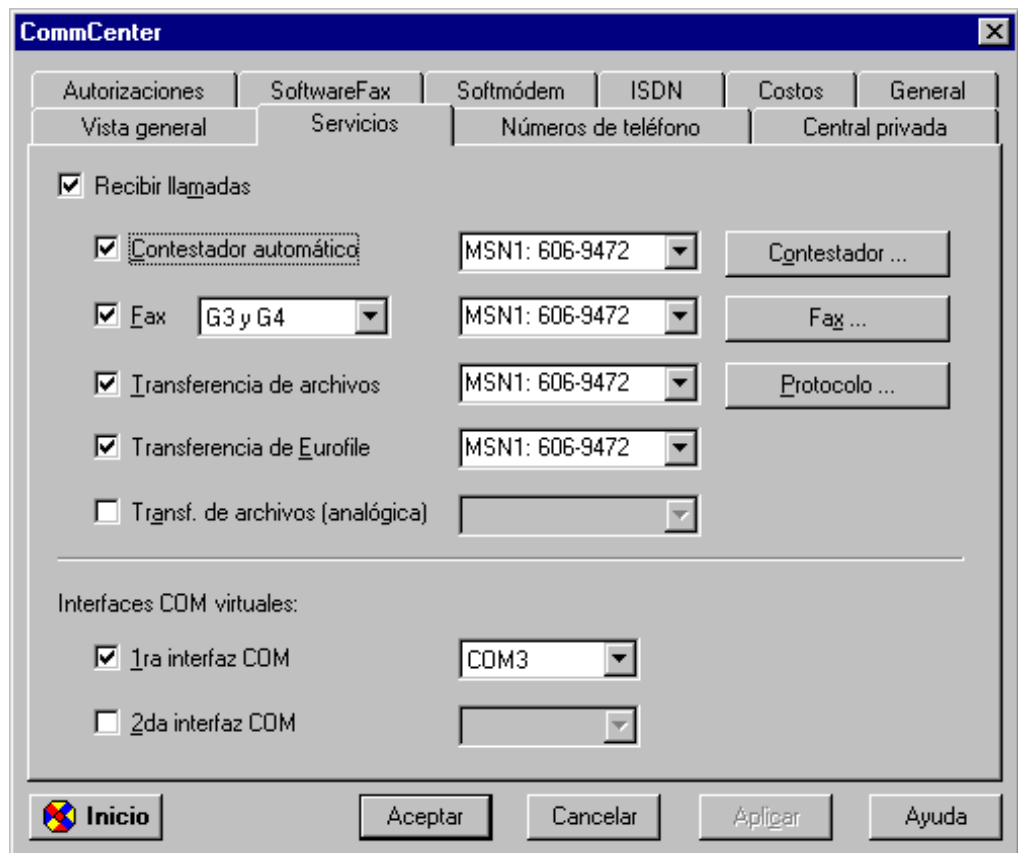 CommCenter
Autorizaciones SoftwareFax Softmódem ISDN Costos General
Vista general Servicios Números de teléfono Central privada
Recibir llamadas
Contestador automático MSN1: 606-9472 Contestador ...
Fax G3 y G4 MSN1: 606-9472 Fax ...
Transferencia de archivos MSN1: 606-9472 Protocolo ...
Transferencia de Eurofile MSN1: 606-9472
Transf. de archivos (analógica)
Interfaces COM virtuales:
1ra interfaz COM COM3
2da interfaz COM
Inicio Aceptar Cancelar Aplicar Ayuda